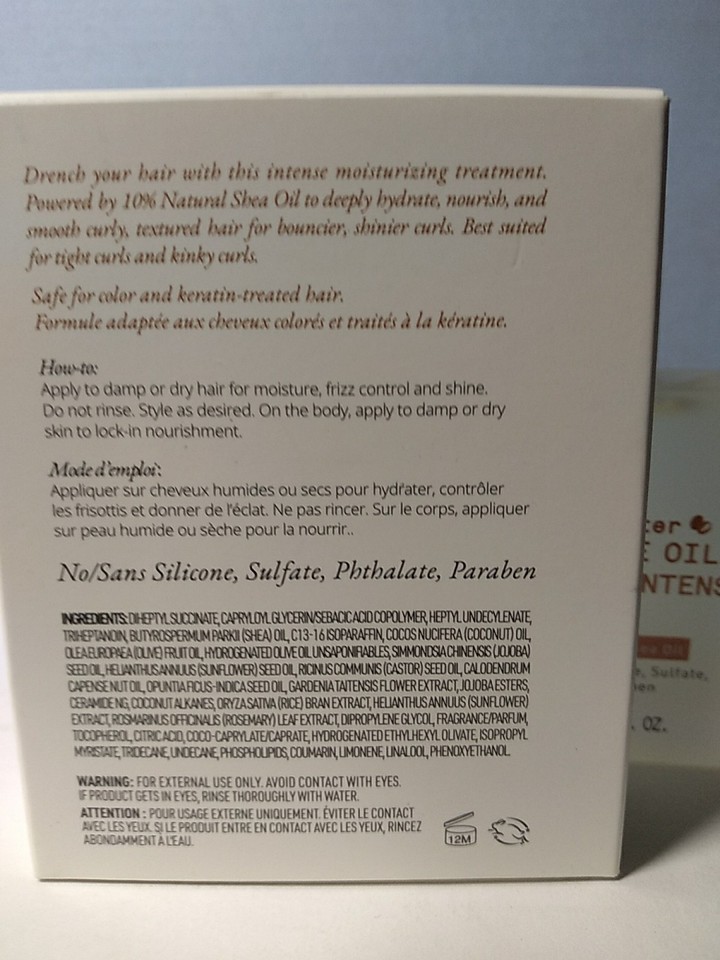 Drench your hair with this intense moisturizing treatment.
Powered by 10% Natural Shea Oil to deeply hydrate, nourish, and
smooth curly, textured hair for bouncier, shinier curls. Best suited
for tight curls and kinky curls.
Safe for color and keratin-treated hair.
Formule adaptée aux cheveux colorés et traités à la kératine.
How-to:
Apply to damp or dry hair for moisture, frizz control and shine.
Do not rinse. Style as desired. On the body, apply to damp or dry
skin to lock-in nourishment.
Mode d'emploi:
Appliquer sur cheveux humides ou secs pour hydrater, contrôler
les frisottis et donner de l'éclat. Ne pas rincer. Sur le corps, appliquer
sur peau humide ou sèche pour la nourrir..
No/Sans Silicone, Sulfate, Phthalate, Paraben
INGREDIENTS: DIHEPTYL SUCCINATE, CAPRYLOYL GLYCERIN/SEBACIC ACID COPOLYMER, HEPTYL UNDECYLENATE,
TRIHEPTANOIN, BUTYROSPERMUM PARKII (SHEA) OIL, C13-16 ISOPARAFFIN, COCOS NUCIFERA (COCONUT) OIL,
OLEA EUROPAEA (OLIVE) FRUIT OIL, HYDROGENATED OLIVE OIL UNSAPONIFIABLES, SIMMONDSIA CHINENSIS (JOJOBA)
SEED OIL, HELIANTHUS ANNUUS (SUNFLOWER) SEED OIL, RICINUS COMMUNIS (CASTOR) SEED OIL, CALODENDRUM
CAPENSE NUT OIL, OPUNTIA FICUS-INDICA SEED OIL, GARDENIA TAITENSIS FLOWER EXTRACT, JOJOBA ESTERS,
CERAMIDE NG, COCONUT ALKANES, ORYZA SATIVA (RICE) BRAN EXTRACT, HELIANTHUS ANNUUS (SUNFLOWER)
EXTRACT, ROSMARINUS OFFICINALIS (ROSEMARY) LEAF EXTRACT, DIPROPYLENE GLYCOL, FRAGRANCE/PARFUM,
TOCOPHEROL, CITRIC ACID, COCO-CAPRYLATE/CAPRATE, HYDROGENATED ETHYLHEXYL OLIVATE, ISOPROPYL
MYRISTATE, TRIDECANE, UNDECANE, PHOSPHOLIPIDS, COUMARIN, LIMONENE, LINALOOL, PHENOXYETHANOL.
WARNING: FOR EXTERNAL USE ONLY. AVOID CONTACT WITH EYES.
IF PRODUCT GETS IN EYES, RINSE THOROUGHLY WITH WATER.
ATTENTION : POUR USAGE EXTERNE UNIQUEMENT. ÉVITER LE CONTACT
AVEC LES YEUX. SI LE PRODUIT ENTRE EN CONTACT AVEC LES YEUX, RINCEZ
ABONDAMMENT À L'EAU.
12M
OIL
Oil
Sulfate,
OZ.